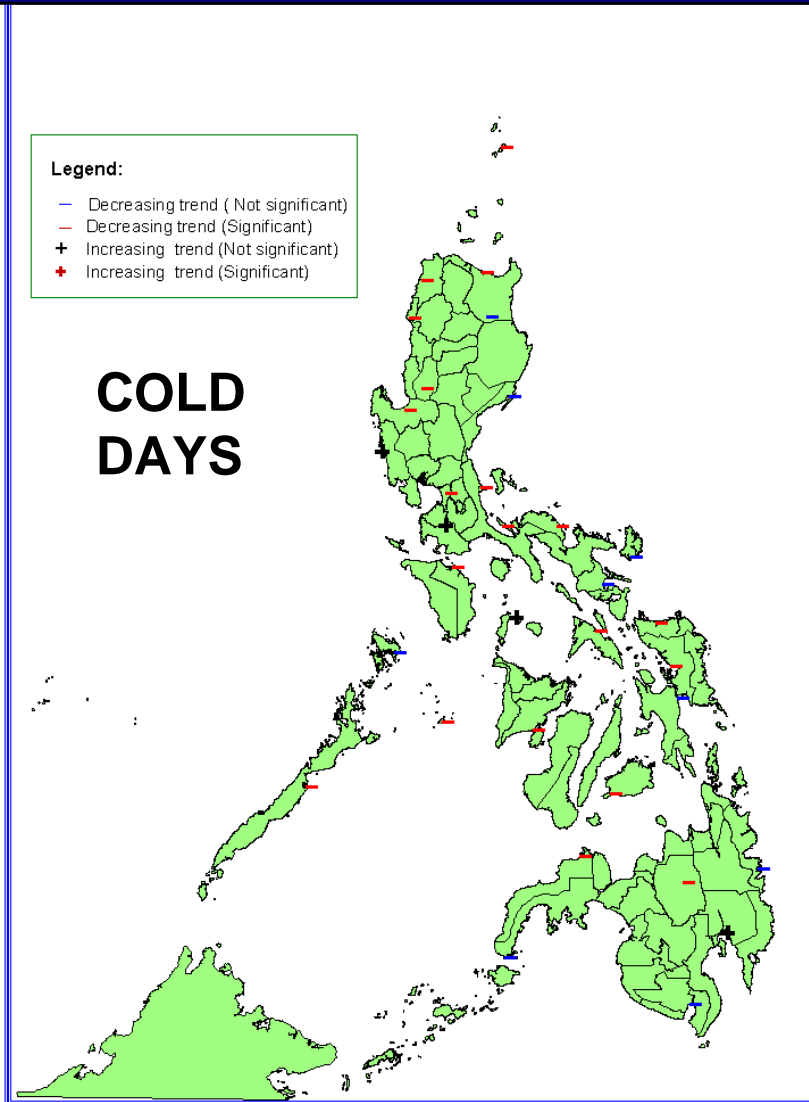 Legend:
Decreasing trend ( Not significant)
Decreasing trend (Significant)
Increasing trend (Not significant)
Increasing trend (Significant)
COLD
DAYS